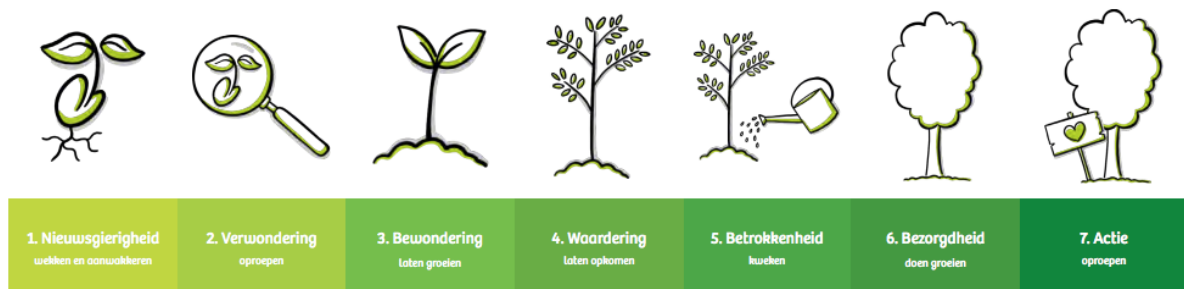 1. Nieuwsgierigheid
wekken en aanwakkeren
2. Verwondering
oproepen
3. Bewondering
laten groeien
4. Waardering
laten opkomen
5. Betrokkenheid
kweken
6. Bezorgdheid
doen groeien
7. Actie
oproepen